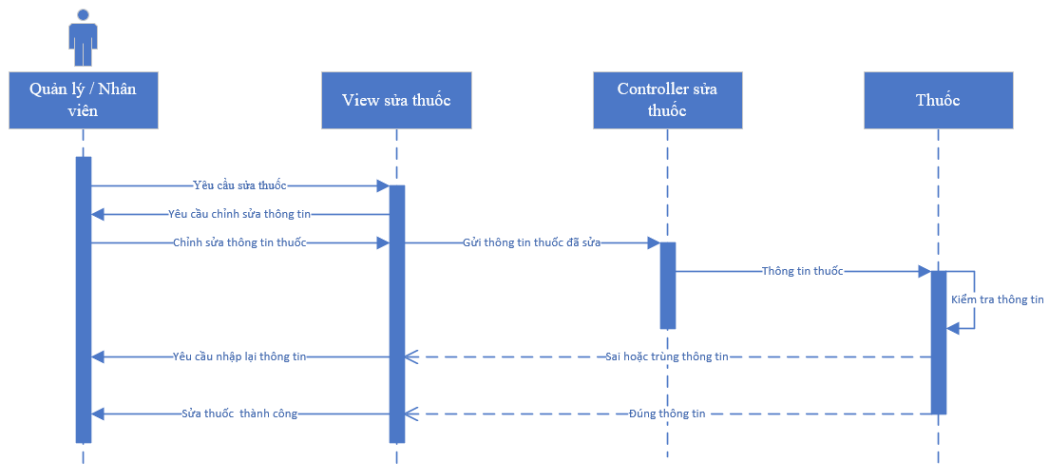 Quản lý / Nhân
viên
View sửa thuốc
Controller sửa
thuốc
Thuốc
Yêu cầu sửa thuốc
Yêu cầu chỉnh sửa thông tin
Chỉnh sửa thông tin thuốc
Gửi thông tin thuốc đã sửa
Thông tin thuốc
Kiểm tra thông tin
Yêu cầu nhập lại thông tin
Sai hoặc trùng thông tin
Sửa thuốc thành công
Đúng thông tin